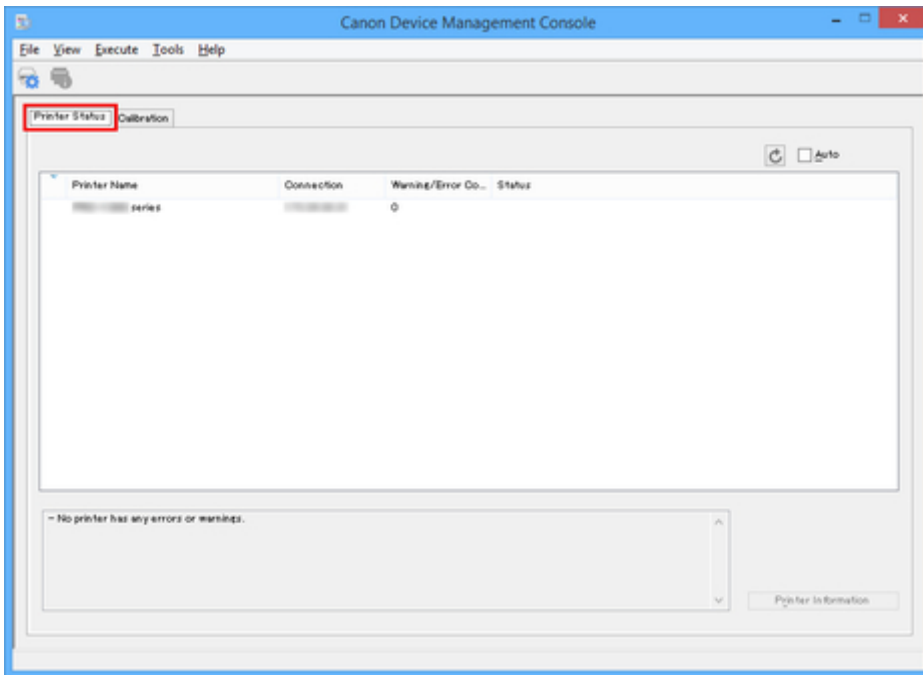 Canon Device Management Console
File View Execute Tools Help
Printer Status Calibration
Auto
Printer Name Connection Warning/Error Co... Status
series 0
- No printer has any errors or warnings.
Printer Information